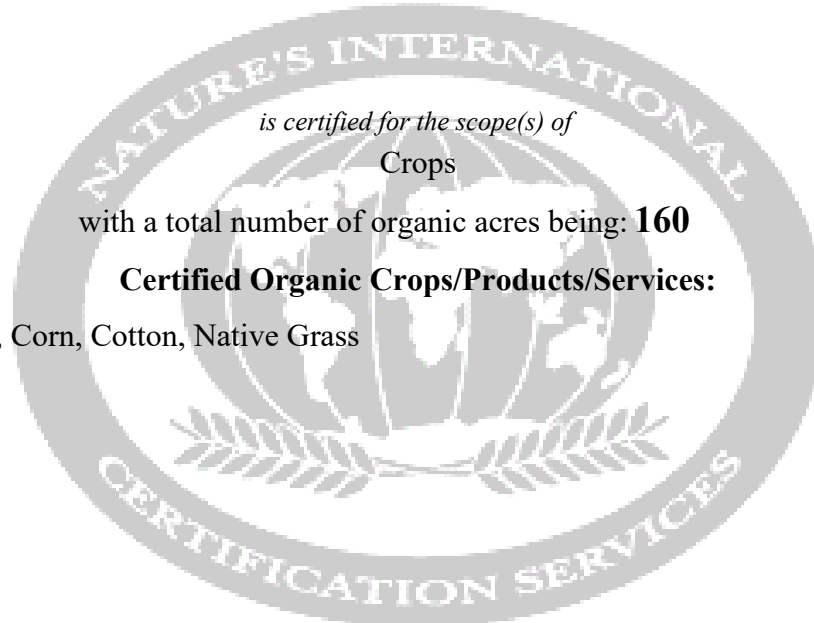 NATURE'S INTERNATIONAL
is certified for the scope(s) of
Crops
with a total number of organic acres being: 160
Certified Organic Crops/Products/Services:
, Corn, Cotton, Native Grass
CERTIFICATION SERVICES